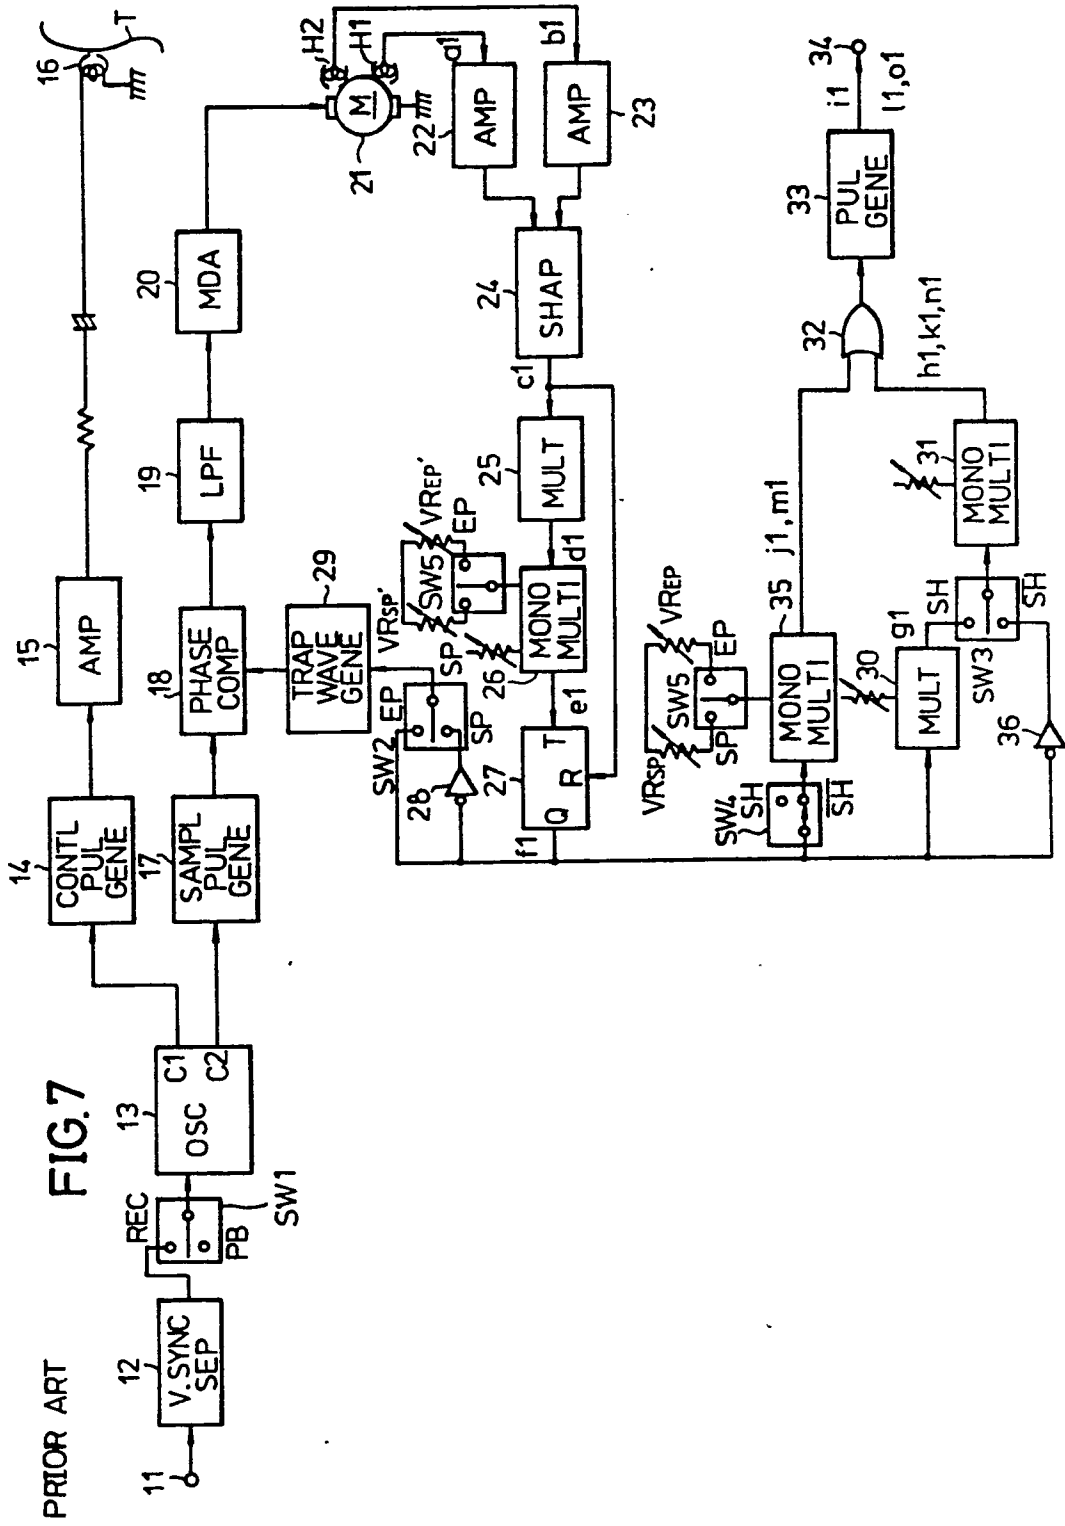 PRIOR ART
FIG.7
11
12
V.SYNC
SEP
REC
PB
SW1
13
OSC
C1
C2
14
CONTL
PUL
GENE
15
AMP
16
T
17
SAMPL
PUL
GENE
18
PHASE
COMP
19
LPF
20
MDA
21
M
H2
H1
a1
b1
22
AMP
AMP
23
29
TRAP
WAVE
GENE
SW2
EP
SP
28
24
SHAP
c1
25
MULT
d1
VRSP'
VREP'
SW5
SP
EP
26
MONO
MULTI
e1
27
T
Q
R
f1
VRSP
VREP
SW5
SP
EP
SW4
SH
S̅H̅
35
MONO
MULTI
j1,m1
30
MULT
g1
SH
SW3
S̅H̅
36
31
MONO
MULTI
h1,k1,n1
32
33
PUL
GENE
i1
34
l1,o1